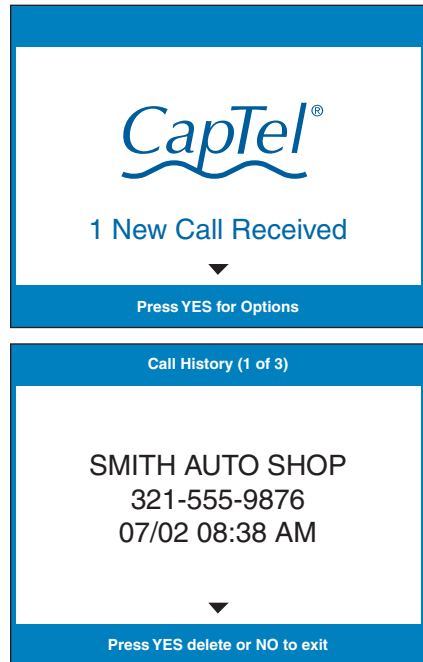 CapTel®
1 New Call Received
Press YES for Options
Call History (1 of 3)
SMITH AUTO SHOP
321-555-9876
07/02 08:38 AM
Press YES delete or NO to exit